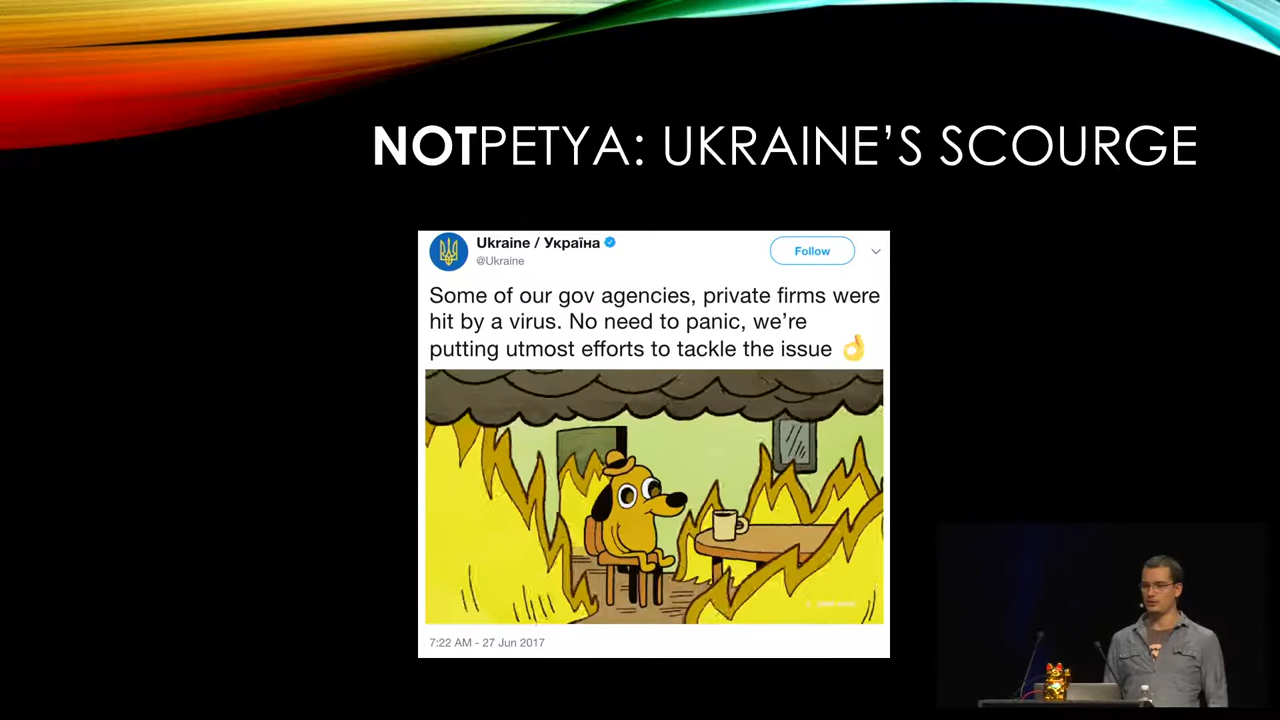 NOTPETYA: UKRAINE’S SCOURGE
Ukraine / Україна
@Ukraine
Follow
Some of our gov agencies, private firms were
hit by a virus. No need to panic, we’re
putting utmost efforts to tackle the issue 👌
7:22 AM - 27 Jun 2017